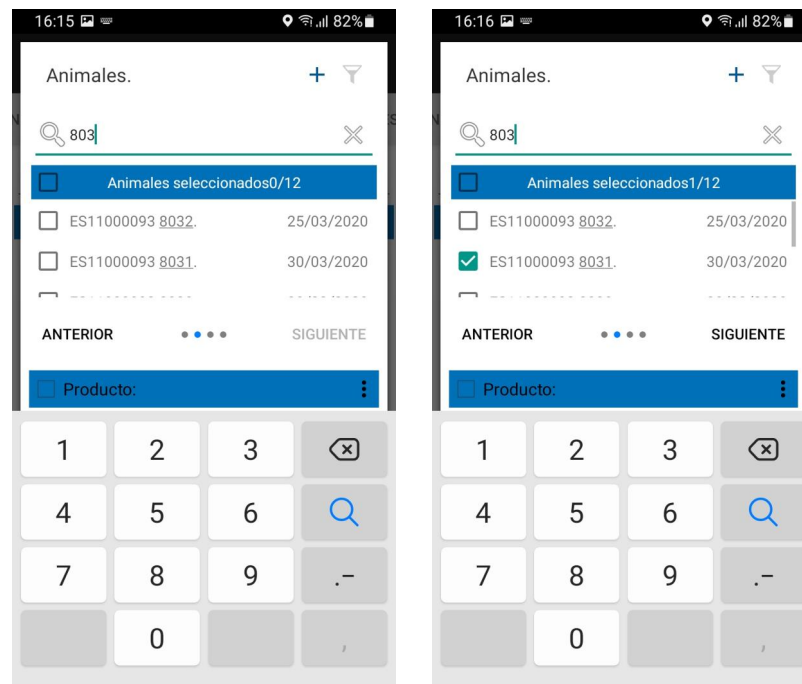 16:15 82%
Animales.
803
Animales seleccionados0/12
ES11000093 8032. 25/03/2020
ES11000093 8031. 30/03/2020
ANTERIOR SIGUIENTE
Producto:
1 2 3
4 5 6
7 8 9 .-
0 ,
16:16 82%
Animales.
803
Animales seleccionados1/12
ES11000093 8032. 25/03/2020
ES11000093 8031. 30/03/2020
ANTERIOR SIGUIENTE
Producto:
1 2 3
4 5 6
7 8 9 .-
0 ,